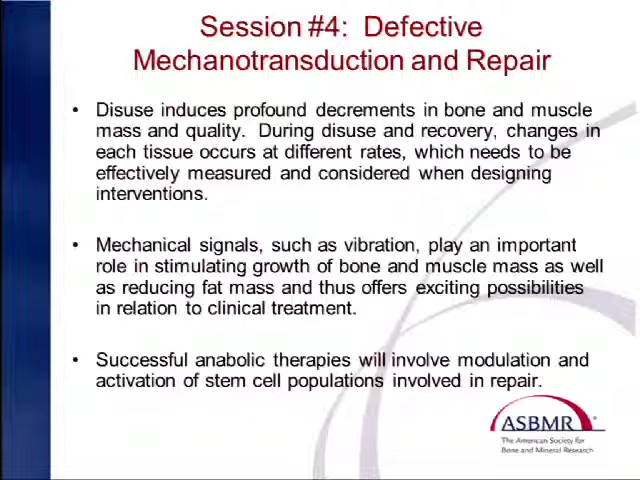 Session #4: Defective
Mechanotransduction and Repair
• Disuse induces profound decrements in bone and muscle
mass and quality. During disuse and recovery, changes in
each tissue occurs at different rates, which needs to be
effectively measured and considered when designing
interventions.
• Mechanical signals, such as vibration, play an important
role in stimulating growth of bone and muscle mass as well
as reducing fat mass and thus offers exciting possibilities
in relation to clinical treatment.
• Successful anabolic therapies will involve modulation and
activation of stem cell populations involved in repair.
ASBMR
The American Society for
Bone and Mineral Research